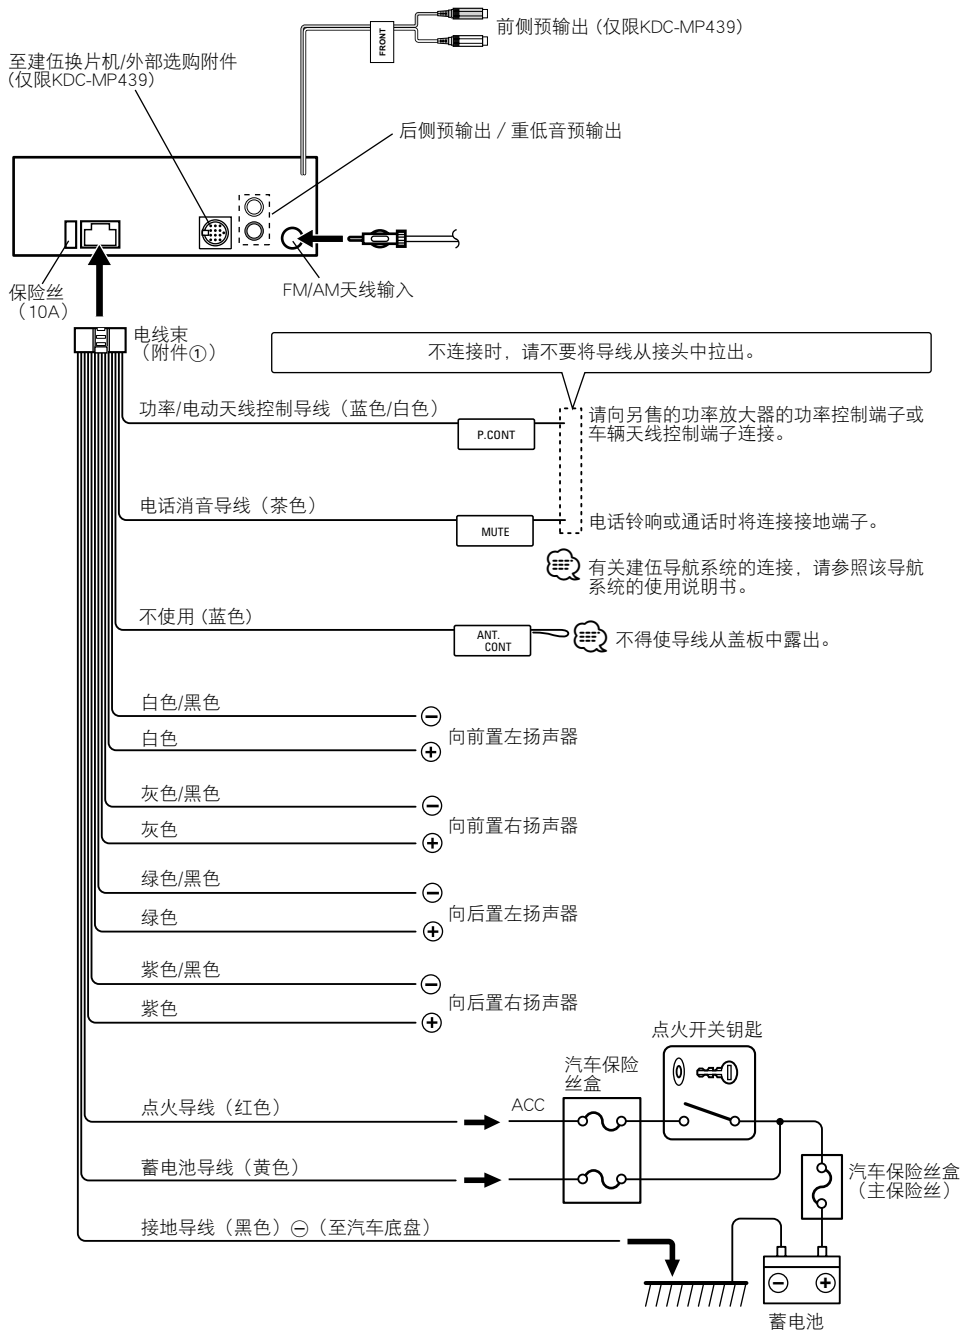 前侧预输出 (仅限KDC-MP439)
FRONT
至建伍换片机/外部选购附件
(仅限KDC-MP439)
后侧预输出 / 重低音预输出
FM/AM天线输入
保险丝
（10A）
电线束
（附件①）
不连接时，请不要将导线从接头中拉出。
功率/电动天线控制导线（蓝色/白色）
P.CONT
请向另售的功率放大器的功率控制端子或
车辆天线控制端子连接。
电话消音导线（茶色）
MUTE
电话铃响或通话时将连接接地端子。
有关建伍导航系统的连接，请参照该导航
系统的使用说明书。
不使用 (蓝色)
ANT.
CONT
不得使导线从盖板中露出。
白色/黑色
⊖
白色
⊕
向前置左扬声器
灰色/黑色
⊖
灰色
⊕
向前置右扬声器
绿色/黑色
⊖
绿色
⊕
向后置左扬声器
紫色/黑色
⊖
紫色
⊕
向后置右扬声器
点火开关钥匙
汽车保险
丝盒
点火导线（红色）
ACC
蓄电池导线（黄色）
汽车保险丝盒
（主保险丝）
接地导线（黑色）⊖（至汽车底盘）
⊖ ⊕
蓄电池